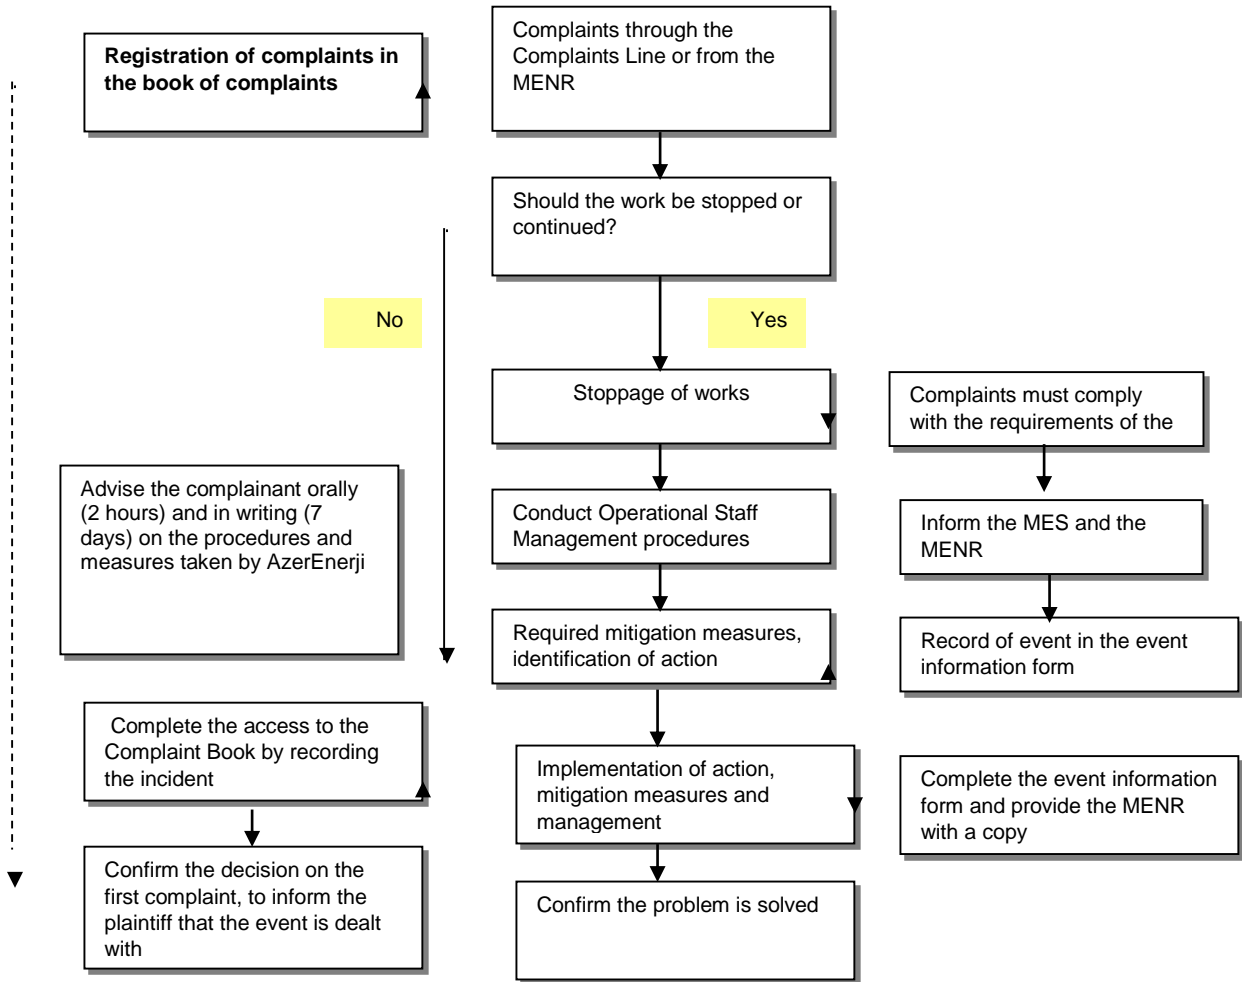 Registration of complaints in
the book of complaints
Complaints through the
Complaints Line or from the
MENR
Should the work be stopped or
continued?
No
Yes
Stoppage of works
Complaints must comply
with the requirements of the
Advise the complainant orally
(2 hours) and in writing (7
days) on the procedures and
measures taken by AzerEnerji
Conduct Operational Staff
Management procedures
Inform the MES and the
MENR
Required mitigation measures,
identification of action
Record of event in the event
information form
Complete the access to the
Complaint Book by recording
the incident
Implementation of action,
mitigation measures and
management
Complete the event information
form and provide the MENR
with a copy
Confirm the decision on the
first complaint, to inform the
plaintiff that the event is dealt
with
Confirm the problem is solved